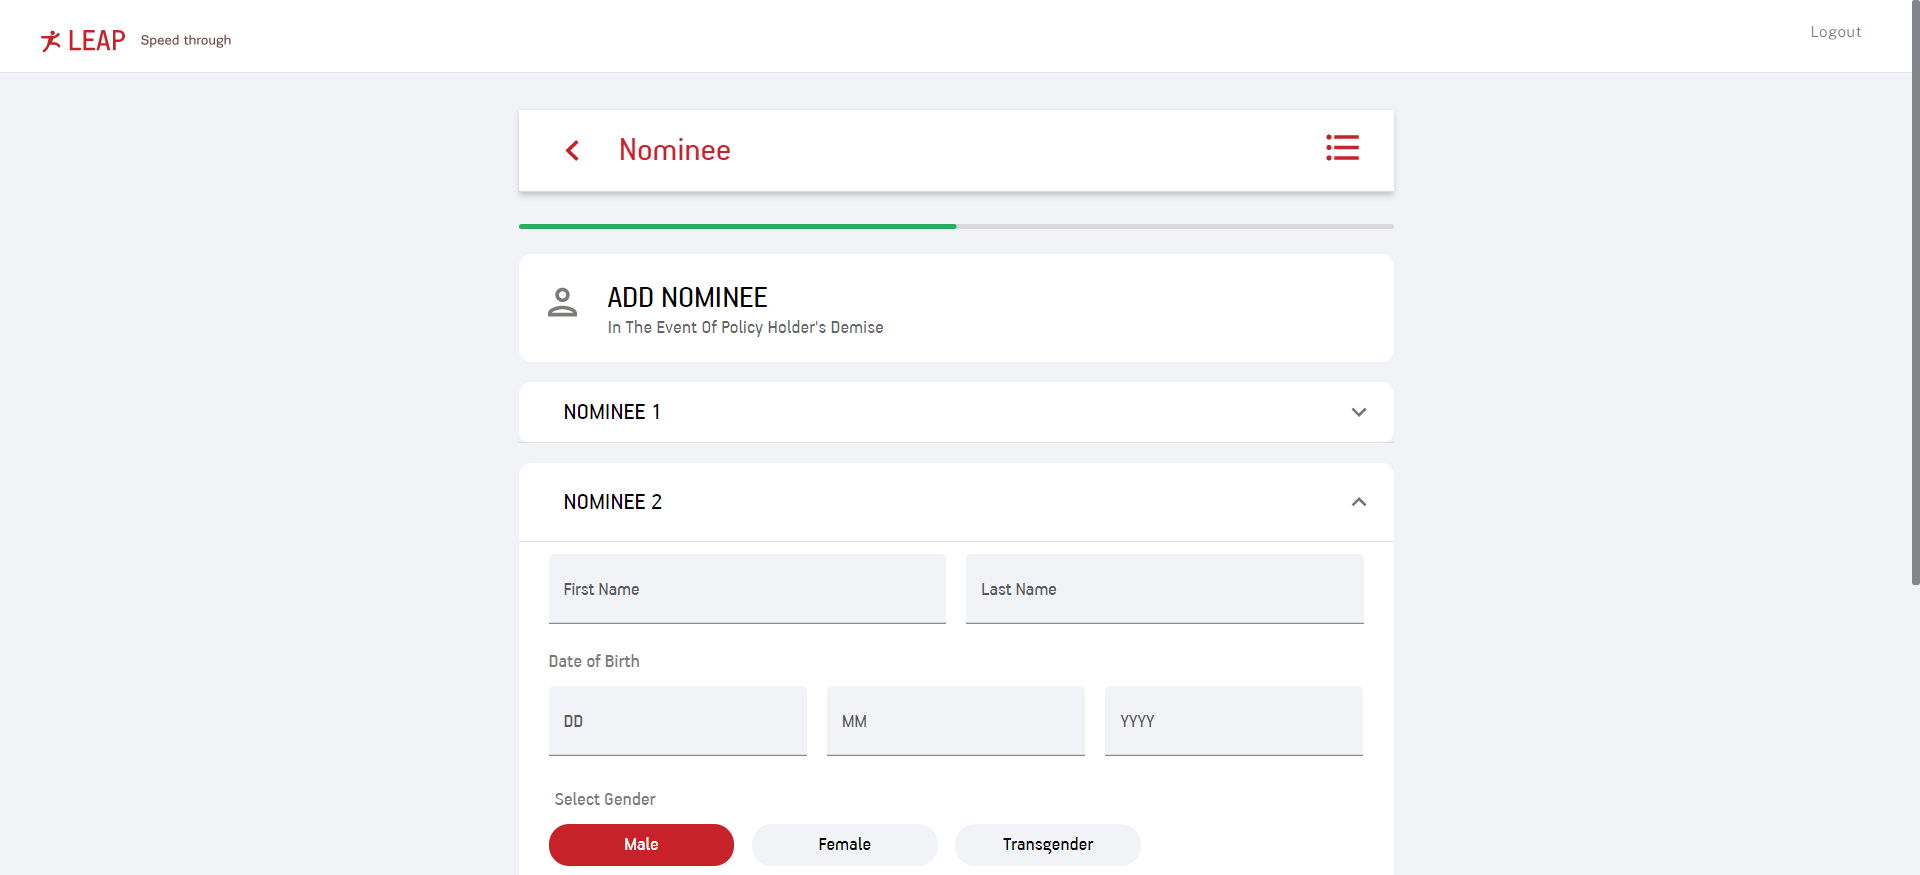 LEAP Speed through
Logout
Nominee
ADD NOMINEE
In The Event Of Policy Holder's Demise
NOMINEE 1
NOMINEE 2
First Name
Last Name
Date of Birth
DD
MM
YYYY
Select Gender
Male
Female
Transgender